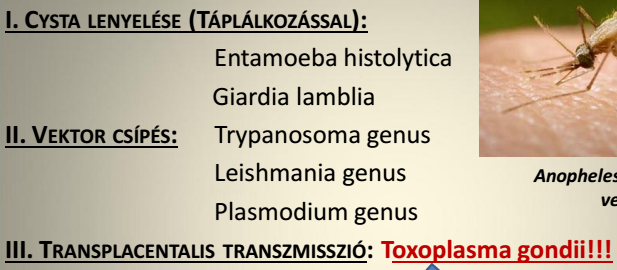 I. CYSTA LENYELÉSE (TÁPLÁLKOZÁSSAL):
Entamoeba histolytica
Giardia lamblia
II. VEKTOR CSÍPÉS: Trypanosoma genus
Leishmania genus
Plasmodium genus
Anopheles
III. TRANSPLACENTALIS TRANSZMISSZIÓ: Toxoplasma gondii!!!